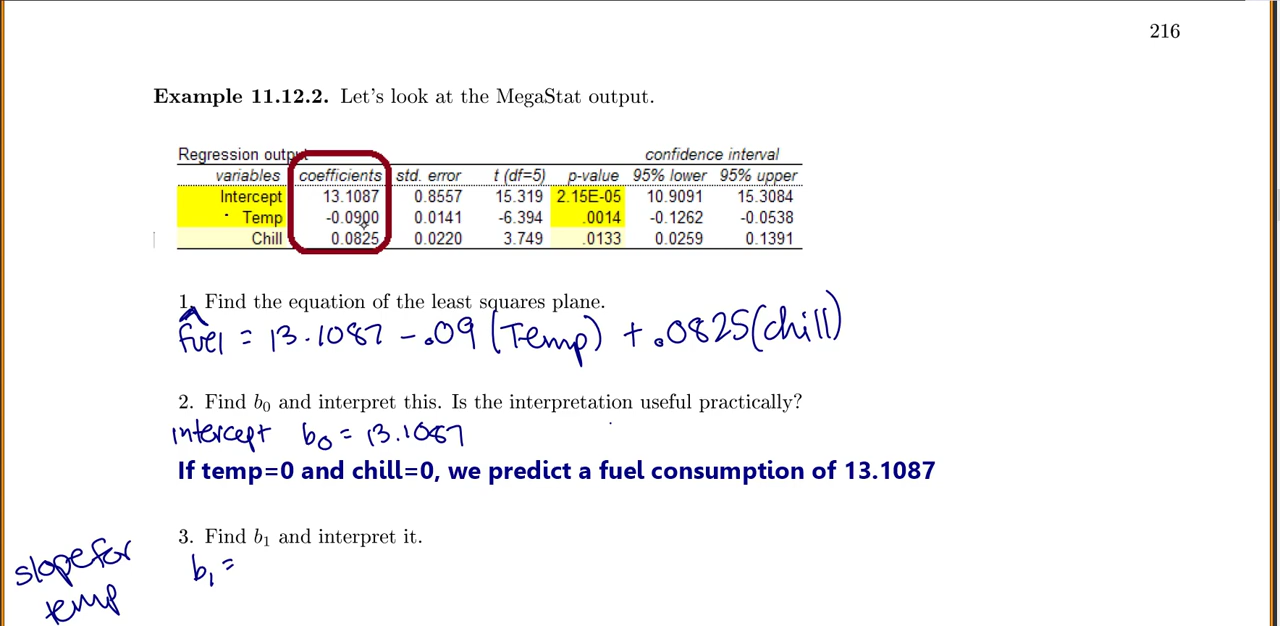 216
Example 11.12.2. Let's look at the MegaStat output.
Regression output confidence interval
variables coefficients std. error t (df=5) p-value 95% lower 95% upper
Intercept 13.1087 0.8557 15.319 2.15E-05 10.9091 15.3084
Temp -0.0900 0.0141 -6.394 .0014 -0.1262 -0.0538
Chill 0.0825 0.0220 3.749 .0133 0.0259 0.1391
1. Find the equation of the least squares plane.
fuel = 13.1087 - .09 (Temp) + .0825(chill)
2. Find b₀ and interpret this. Is the interpretation useful practically?
intercept b₀ = 13.1087
If temp=0 and chill=0, we predict a fuel consumption of 13.1087
3. Find b₁ and interpret it.
slope for
temp
b₁ =